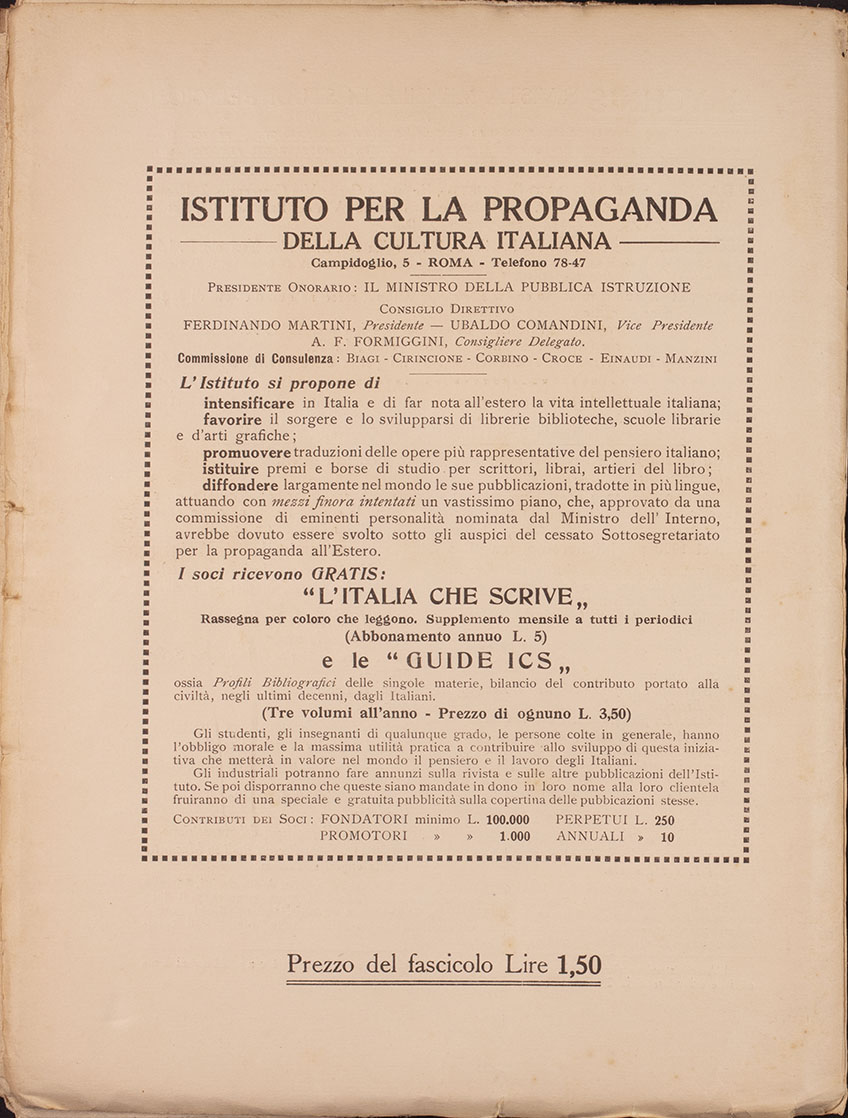 ISTITUTO PER LA PROPAGANDA
DELLA CULTURA ITALIANA
Campidoglio, 5 - ROMA - Telefono 78-47
PRESIDENTE ONORARIO: IL MINISTRO DELLA PUBBLICA ISTRUZIONE
CONSIGLIO DIRETTIVO
FERDINANDO MARTINI, Presidente — UBALDO COMANDINI, Vice Presidente
A. F. FORMIGGINI, Consigliere Delegato.
Commissione di Consulenza: BIAGI - CIRINCIONE - CORBINO - CROCE - EINAUDI - MANZINI
L'Istituto si propone di
intensificare in Italia e di far nota all'estero la vita intellettuale italiana;
favorire il sorgere e lo svilupparsi di librerie biblioteche, scuole librarie
e d'arti grafiche;
promuovere traduzioni delle opere più rappresentative del pensiero italiano;
istituire premi e borse di studio per scrittori, librai, artieri del libro;
diffondere largamente nel mondo le sue pubblicazioni, tradotte in più lingue,
attuando con mezzi finora intentati un vastissimo piano, che, approvato da una
commissione di eminenti personalità nominata dal Ministro dell'Interno,
avrebbe dovuto essere svolto sotto gli auspici del cessato Sottosegretariato
per la propaganda all'Estero.
I soci ricevono GRATIS:
“L'ITALIA CHE SCRIVE„
Rassegna per coloro che leggono. Supplemento mensile a tutti i periodici
(Abbonamento annuo L. 5)
e le “GUIDE ICS„
ossia Profili Bibliografici delle singole materie, bilancio del contributo portato alla
civiltà, negli ultimi decenni, dagli Italiani.
(Tre volumi all'anno - Prezzo di ognuno L. 3,50)
Gli studenti, gli insegnanti di qualunque grado, le persone colte in generale, hanno
l'obbligo morale e la massima utilità pratica a contribuire allo sviluppo di questa inizia-
tiva che metterà in valore nel mondo il pensiero e il lavoro degli Italiani.
Gli industriali potranno fare annunzi sulla rivista e sulle altre pubblicazioni dell'Isti-
tuto. Se poi disporranno che queste siano mandate in dono in loro nome alla loro clientela
fruiranno di una speciale e gratuita pubblicità sulla copertina delle pubbicazioni stesse.
CONTRIBUTI DEI SOCI: FONDATORI minimo L. 100.000 PERPETUI L. 250
PROMOTORI » » 1.000 ANNUALI » 10
Prezzo del fascicolo Lire 1,50